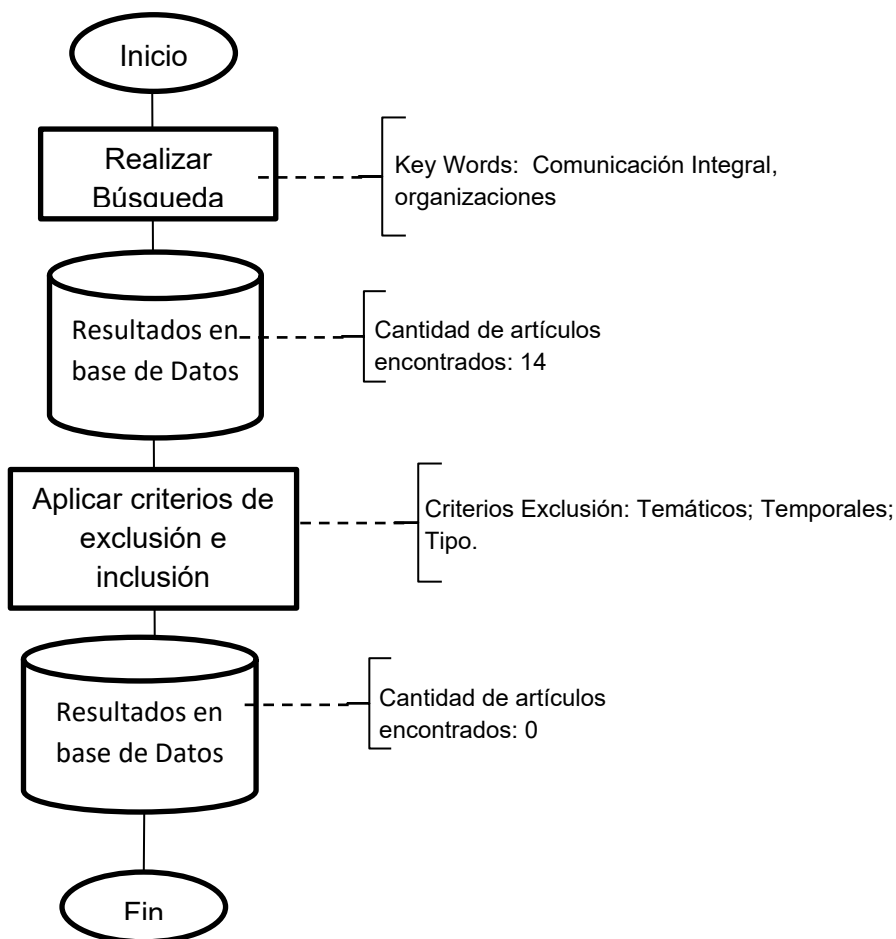 Inicio
Realizar
Búsqueda
Key Words: Comunicación Integral,
organizaciones
Resultados en
base de Datos
Cantidad de artículos
encontrados: 14
Aplicar criterios de
exclusión e
inclusión
Criterios Exclusión: Temáticos; Temporales;
Tipo.
Resultados en
base de Datos
Cantidad de artículos
encontrados: 0
Fin